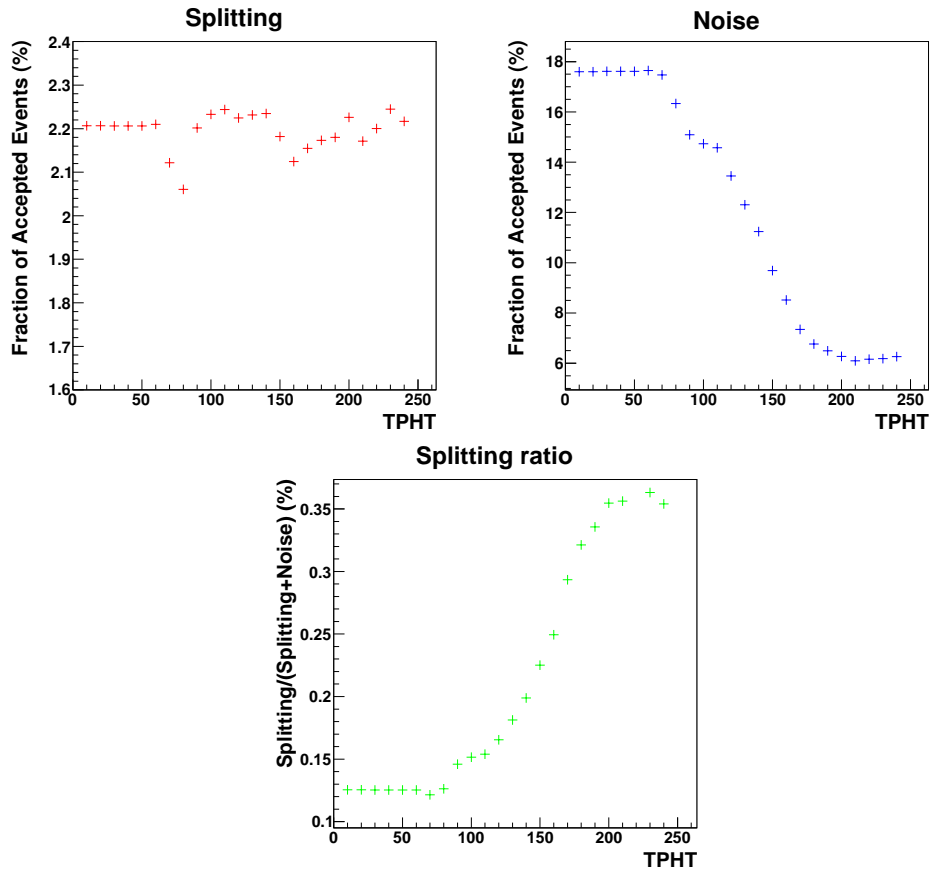 Splitting
Fraction of Accepted Events (%)
2.4
2.3
2.2
2.1
2
1.9
1.8
1.7
1.6
0 50 100 150 200 250
TPHT
Noise
Fraction of Accepted Events (%)
18
16
14
12
10
8
6
0 50 100 150 200 250
TPHT
Splitting ratio
Splitting/(Splitting+Noise) (%)
0.35
0.3
0.25
0.2
0.15
0.1
0 50 100 150 200 250
TPHT